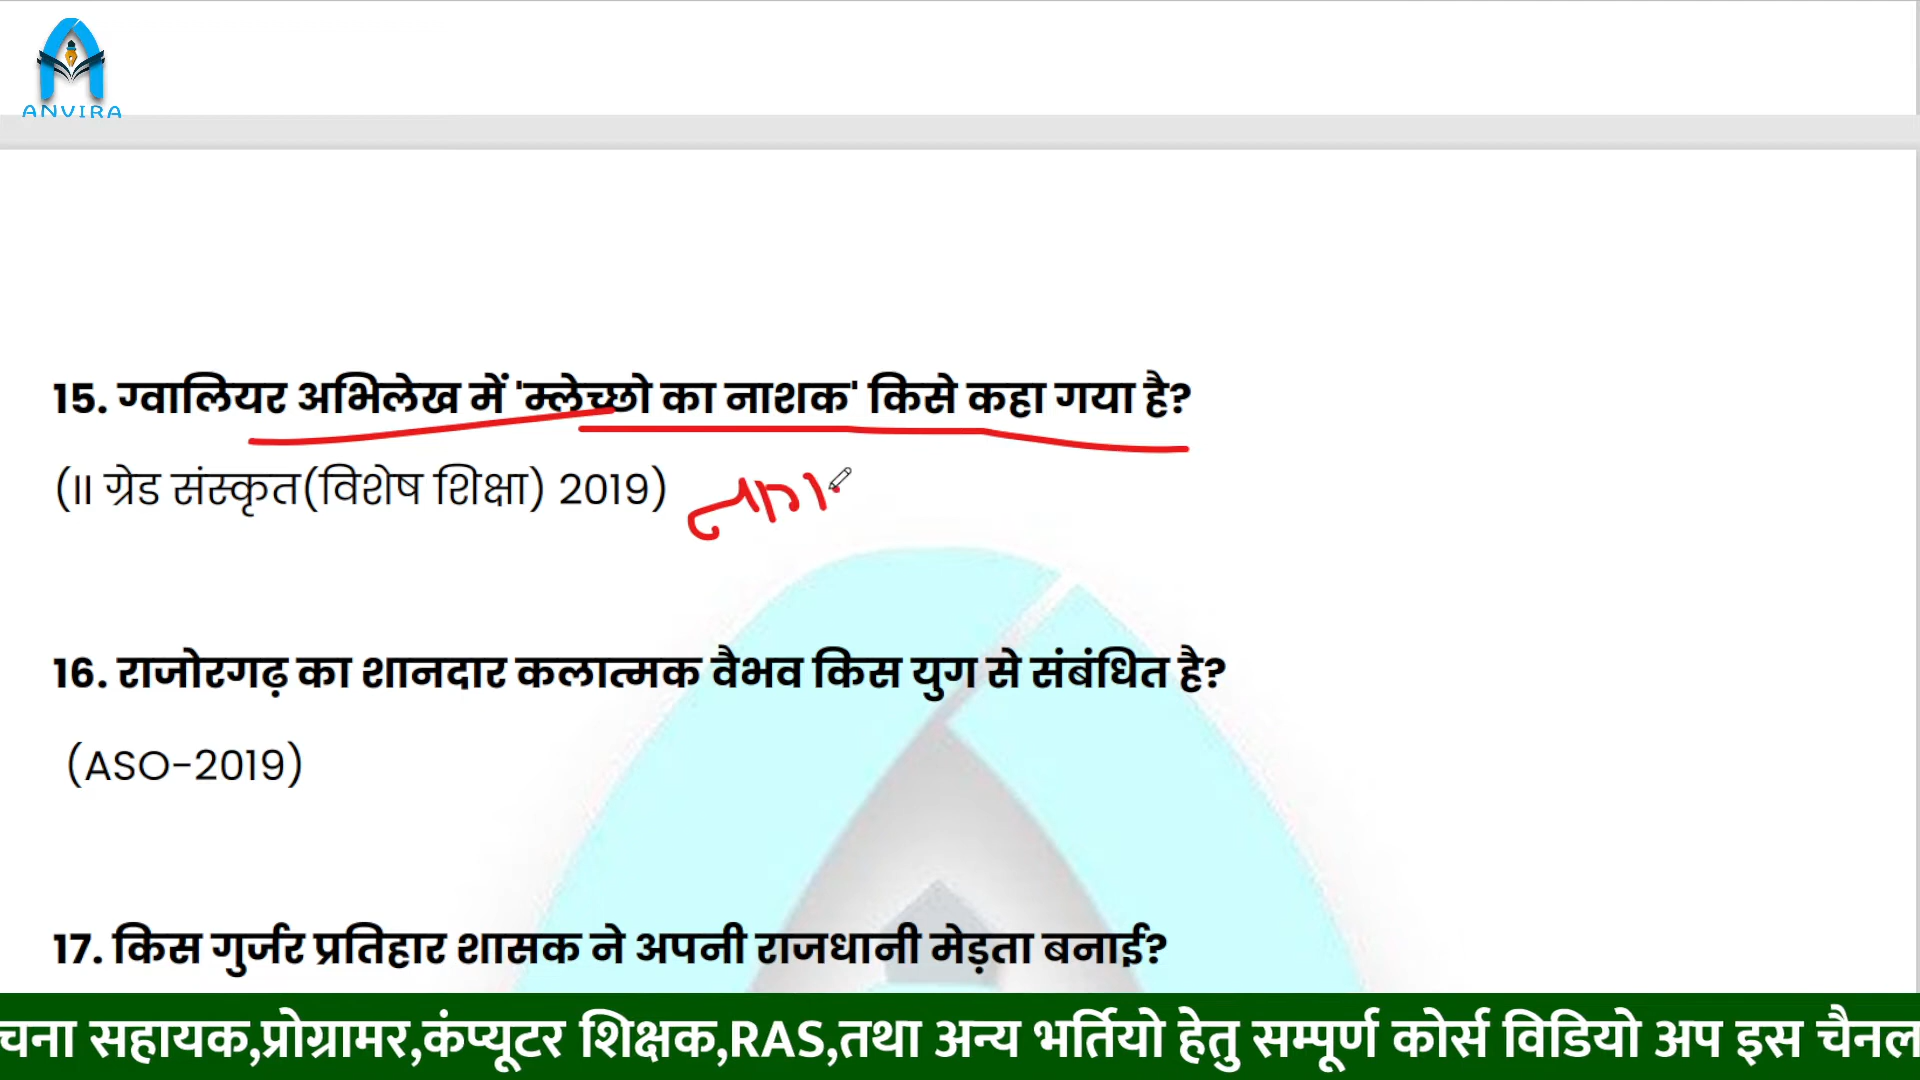 ANVIRA
15. ग्वालियर अभिलेख में 'म्लेच्छो का नाशक' किसे कहा गया है?
(II ग्रेड संस्कृत(विशेष शिक्षा) 2019)
16. राजोरगढ़ का शानदार कलात्मक वैभव किस युग से संबंधित है?
(ASO-2019)
17. किस गुर्जर प्रतिहार शासक ने अपनी राजधानी मेड़ता बनाई?
चना सहायक,प्रोग्रामर,कंप्यूटर शिक्षक,RAS,तथा अन्य भर्तियो हेतु सम्पूर्ण कोर्स विडियो अप इस चैनल